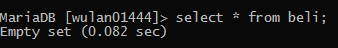 MariaDB [wulan01444]> select * from beli;
Empty set (0.082 sec)